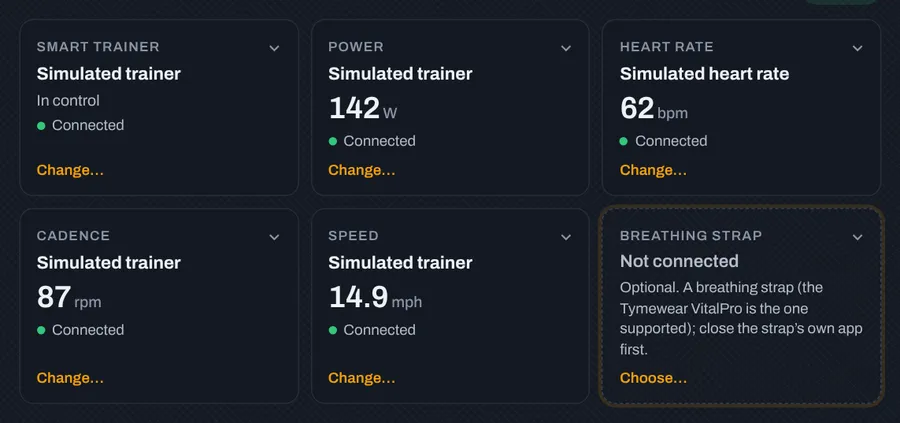 SMART TRAINER
Simulated trainer
In control
Connected
Change...
POWER
Simulated trainer
142 W
Connected
Change...
HEART RATE
Simulated heart rate
62 bpm
Connected
Change...
CADENCE
Simulated trainer
87 rpm
Connected
Change...
SPEED
Simulated trainer
14.9 mph
Connected
Change...
BREATHING STRAP
Not connected
Optional. A breathing strap (the
Tymewear VitalPro is the one
supported); close the strap’s own app
first.
Choose...